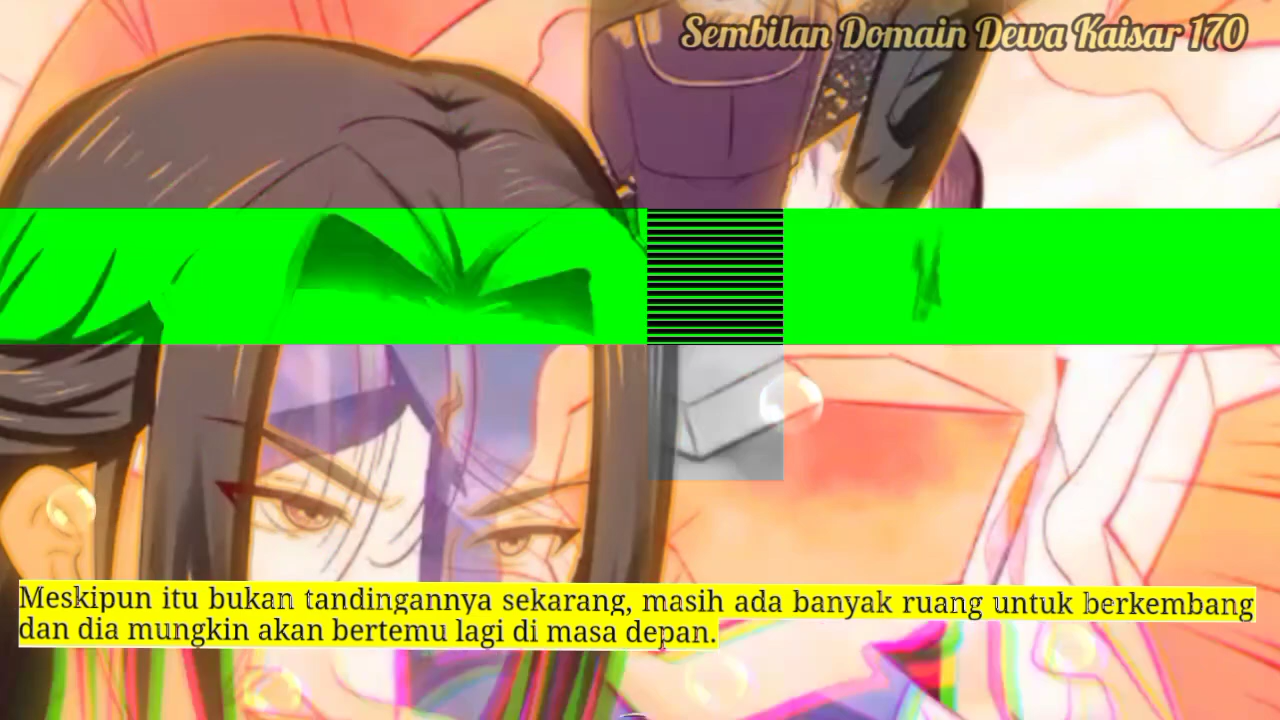 Sembilan Domain Dewa Kaisar 170
Meskipun itu bukan tandingannya sekarang, masih ada banyak ruang untuk berkembang
dan dia mungkin akan bertemu lagi di masa depan.